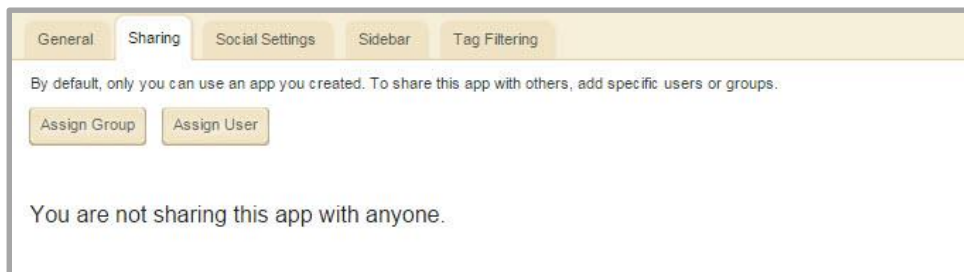 General Sharing Social Settings Sidebar Tag Filtering
By default, only you can use an app you created. To share this app with others, add specific users or groups.
Assign Group Assign User
You are not sharing this app with anyone.